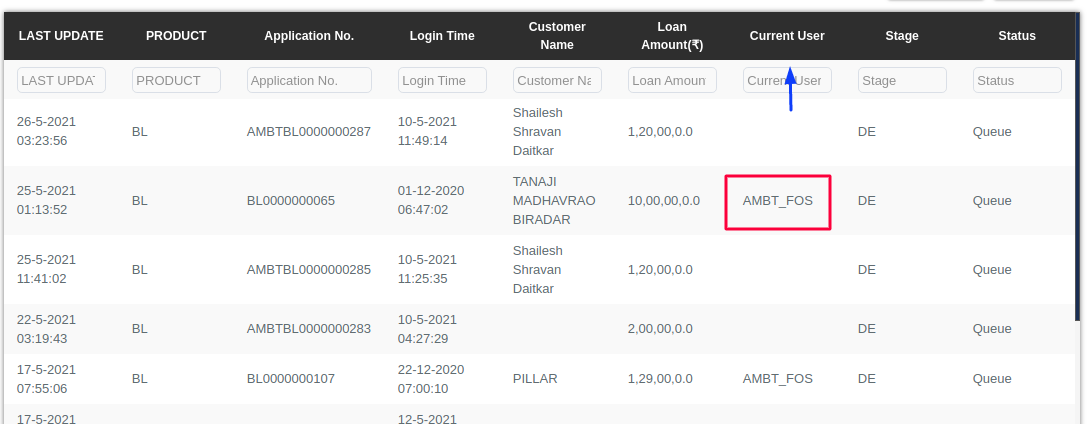 LAST UPDATE PRODUCT Application No. Login Time Customer Name Loan Amount(₹) Current User Stage Status
LAST UPDAT PRODUCT Application No. Login Time Customer Na Loan Amoun Current User Stage Status
26-5-2021 03:23:56 BL AMBTBL0000000287 10-5-2021 11:49:14 Shailesh Shravan Daitkar 1,20,00,0.0 DE Queue
25-5-2021 01:13:52 BL BL0000000065 01-12-2020 06:47:02 TANAJI MADHAVRAO BIRADAR 10,00,00,0.0 AMBT_FOS DE Queue
25-5-2021 11:41:02 BL AMBTBL0000000285 10-5-2021 11:25:35 Shailesh Shravan Daitkar 1,20,00,0.0 DE Queue
22-5-2021 03:19:43 BL AMBTBL0000000283 10-5-2021 04:27:29 2,00,00,0.0 DE Queue
17-5-2021 07:55:06 BL BL0000000107 22-12-2020 07:00:10 PILLAR 1,29,00,0.0 AMBT_FOS DE Queue
17-5-2021 12-5-2021